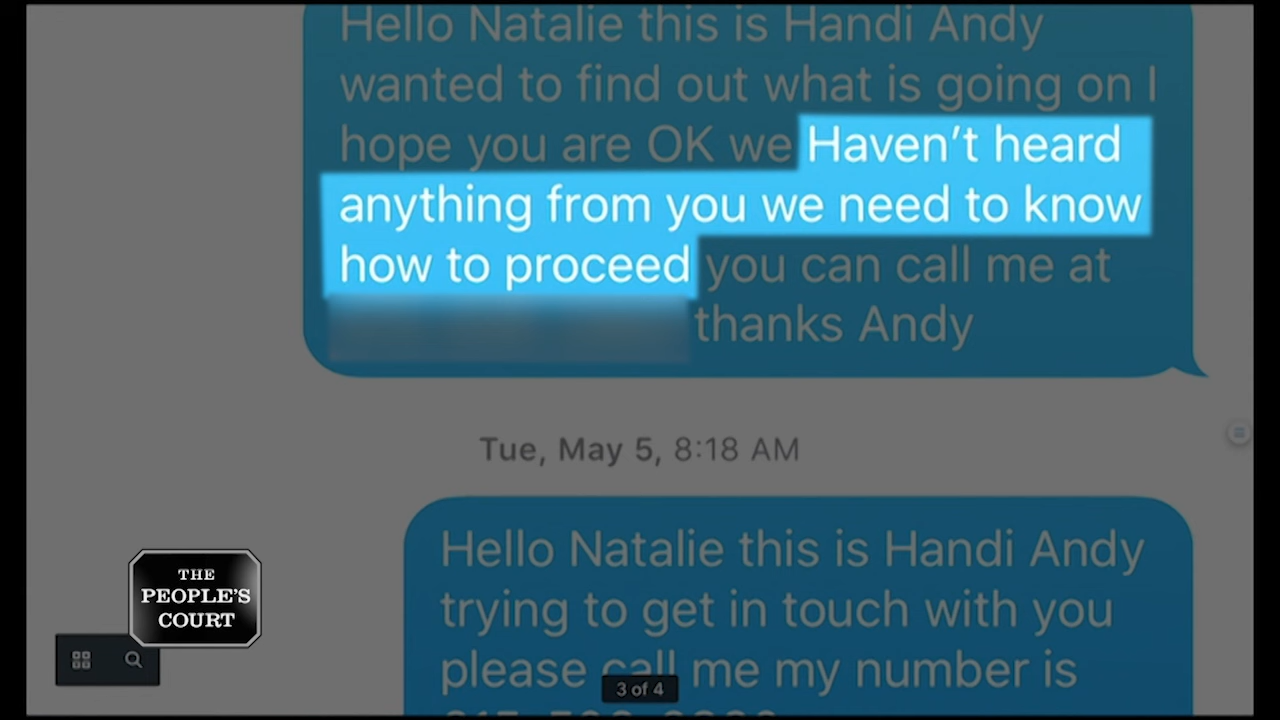 Hello Natalie this is Handi Andy
wanted to find out what is going on I
hope you are OK we Haven't heard
anything from you we need to know
how to proceed you can call me at
thanks Andy
Tue, May 5, 8:18 AM
Hello Natalie this is Handi Andy
trying to get in touch with you
please call me my number is
THE
PEOPLE'S
COURT
3 of 4